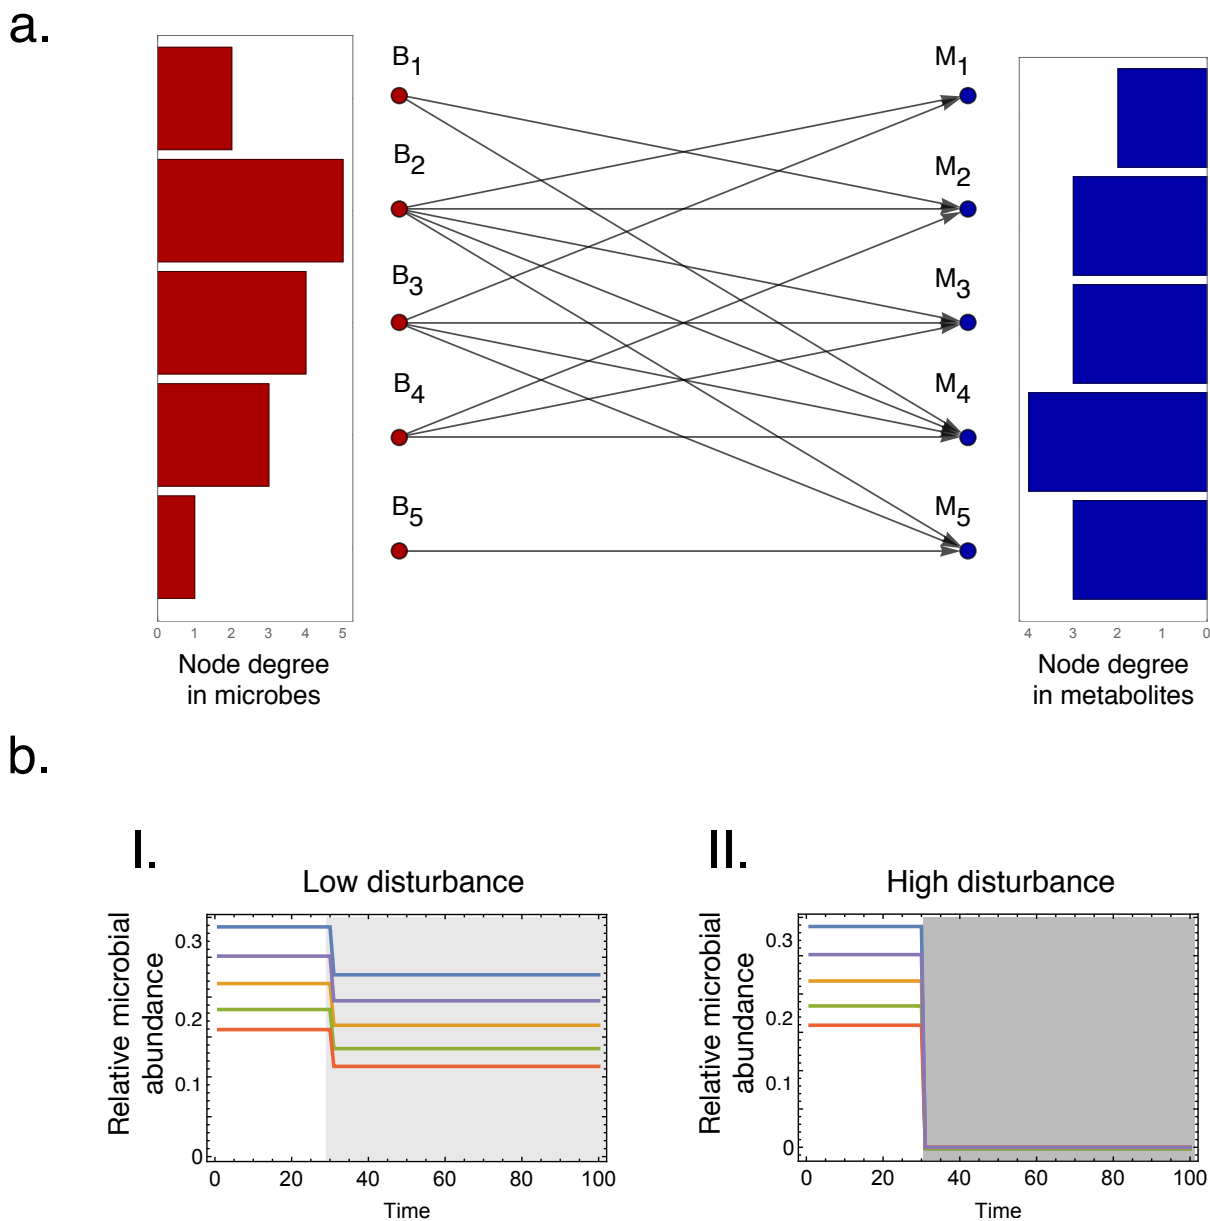 a.
B1
B2
B3
B4
B5
M1
M2
M3
M4
M5
0 1 2 3 4 5
Node degree
in microbes
4 3 2 1 0
Node degree
in metabolites
b.
I.
Low disturbance
Relative microbial
abundance
0.3
0.2
0.1
0
0 20 40 60 80 100
Time
II.
High disturbance
Relative microbial
abundance
0.3
0.2
0.1
0
0 20 40 60 80 100
Time